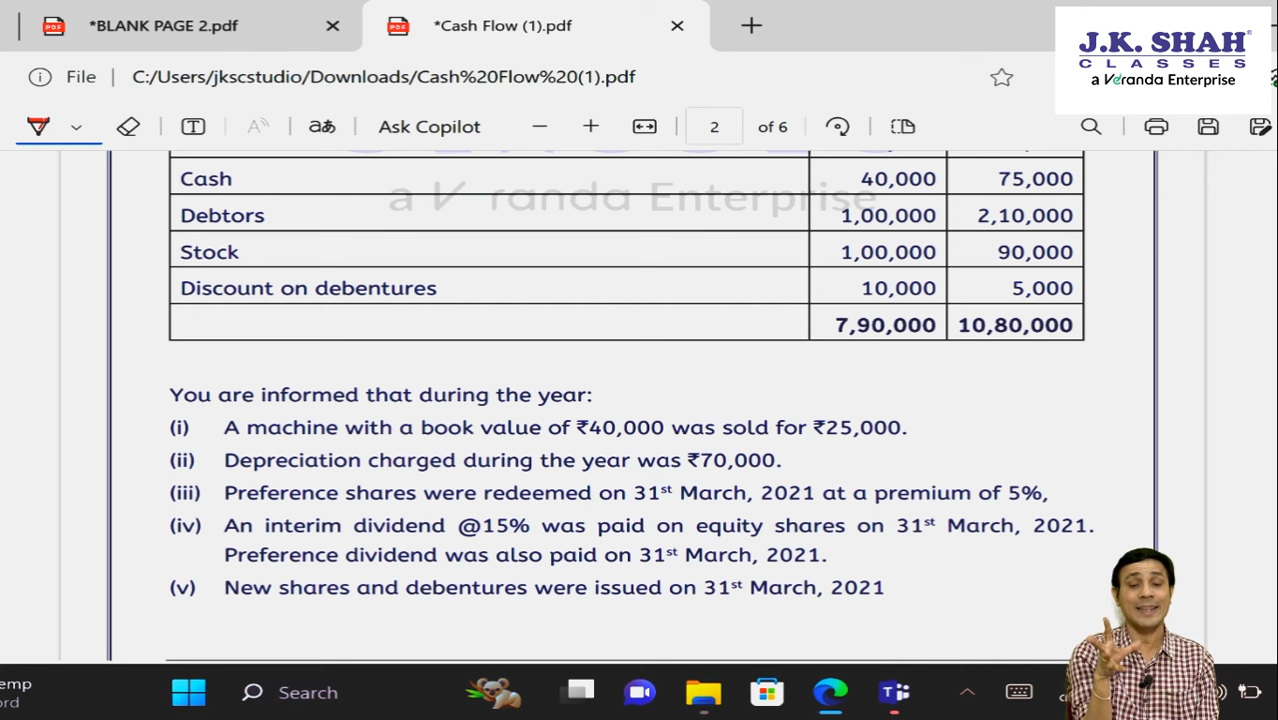 *BLANK PAGE 2.pdf
*Cash Flow (1).pdf
J.K. SHAH
CLASSES
a Veranda Enterprise
File
C:/Users/jkscstudio/Downloads/Cash%20Flow%20(1).pdf
Ask Copilot
2 of 6
a V randa Enterprise
Cash 40,000 75,000
Debtors 1,00,000 2,10,000
Stock 1,00,000 90,000
Discount on debentures 10,000 5,000
7,90,000 10,80,000
You are informed that during the year:
(i) A machine with a book value of ₹40,000 was sold for ₹25,000.
(ii) Depreciation charged during the year was ₹70,000.
(iii) Preference shares were redeemed on 31st March, 2021 at a premium of 5%,
(iv) An interim dividend @15% was paid on equity shares on 31st March, 2021.
Preference dividend was also paid on 31st March, 2021.
(v) New shares and debentures were issued on 31st March, 2021
emp
ord
Search